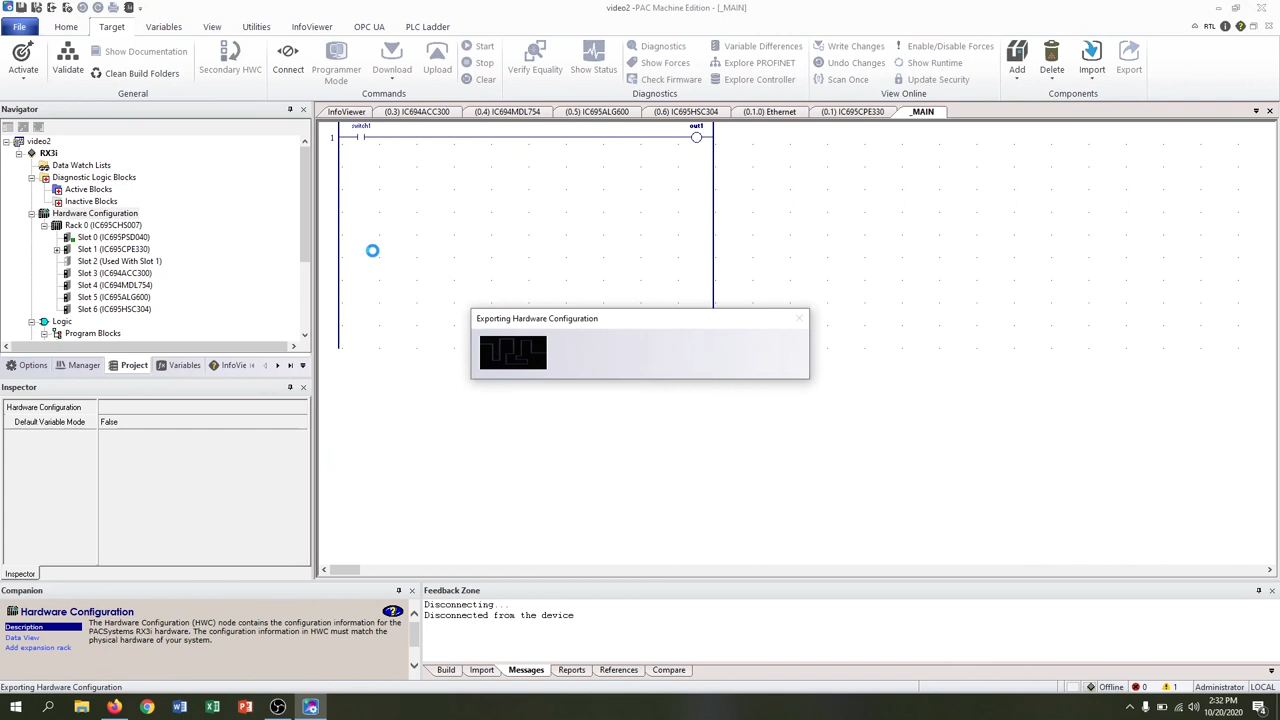 video2 - PAC Machine Edition - [_MAIN]
File Home Target Variables View Utilities InfoViewer OPC UA PLC Ladder
RTL
Activate Validate Show Documentation Clean Build Folders Secondary HWC
General
Connect Programmer Mode Download Upload Start Stop Clear
Commands
Verify Equality Show Status Diagnostics Show Forces Check Firmware Variable Differences Explore PROFINET Explore Controller
Diagnostics
Write Changes Undo Changes Scan Once Enable/Disable Forces Show Runtime Update Security
View Online
Add Delete Import Export
Components
Navigator
InfoViewer (0.3) IC694ACC300 (0.4) IC694MDL754 (0.5) IC695ALG600 (0.6) IC695HSC304 (0.1.0) Ethernet (0.1) IC695CPE330 _MAIN
switch1 out1
1
video2
RX3i
Data Watch Lists
Diagnostic Logic Blocks
Active Blocks
Inactive Blocks
Hardware Configuration
Rack 0 (IC695CHS007)
Slot 0 (IC695PSD040)
Slot 1 (IC695CPE330)
Slot 2 (Used With Slot 1)
Slot 3 (IC694ACC300)
Slot 4 (IC694MDL754)
Slot 5 (IC695ALG600)
Slot 6 (IC695HSC304)
Logic
Program Blocks
Options Manager Project Variables InfoVie
Exporting Hardware Configuration
Inspector
Hardware Configuration
Default Variable Mode False
Inspector
Companion
Hardware Configuration
Description
Data View
Add expansion rack
The Hardware Configuration (HWC) node contains the configuration information for the
PACSystems RX3i hardware. The configuration information in HWC must match the
physical hardware of your system.
Feedback Zone
Disconnecting...
Disconnected from the device
Build Import Messages Reports References Compare
Exporting Hardware Configuration
Offline 0 1 Administrator LOCAL
2:32 PM
10/20/2020
4